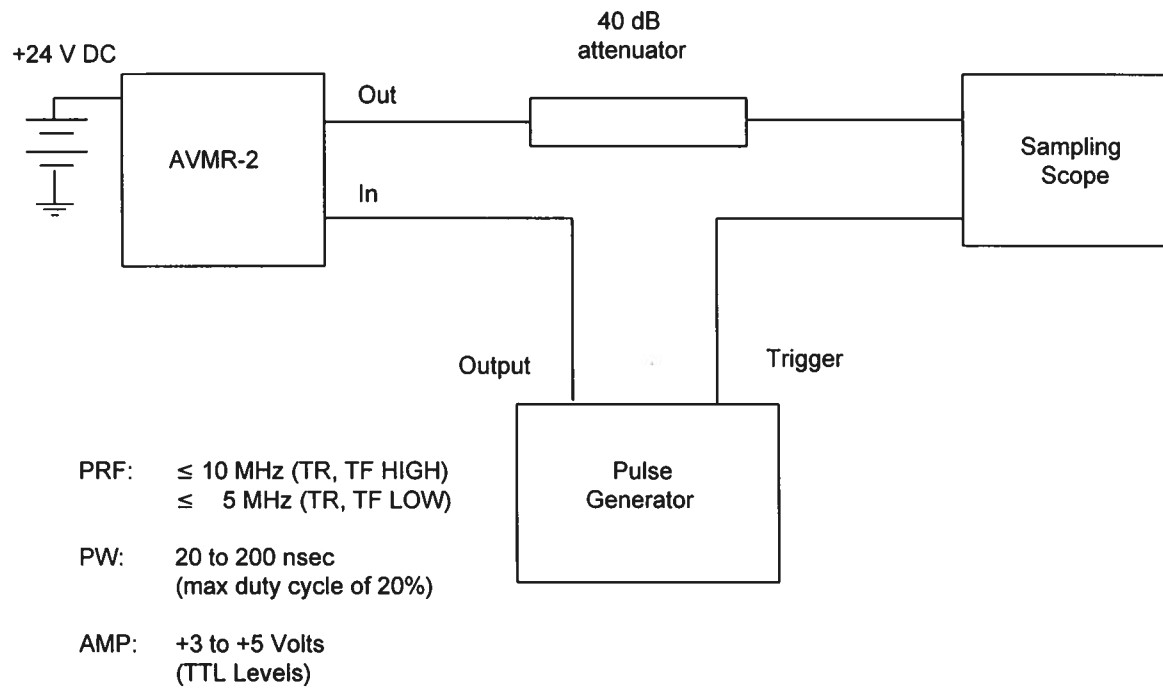 40 dB
attenuator
+24 V DC
Out
AVMR-2
In
Sampling
Scope
Output
Trigger
Pulse
Generator
PRF: ≤ 10 MHz (TR, TF HIGH)
≤ 5 MHz (TR, TF LOW)
PW: 20 to 200 nsec
(max duty cycle of 20%)
AMP: +3 to +5 Volts
(TTL Levels)